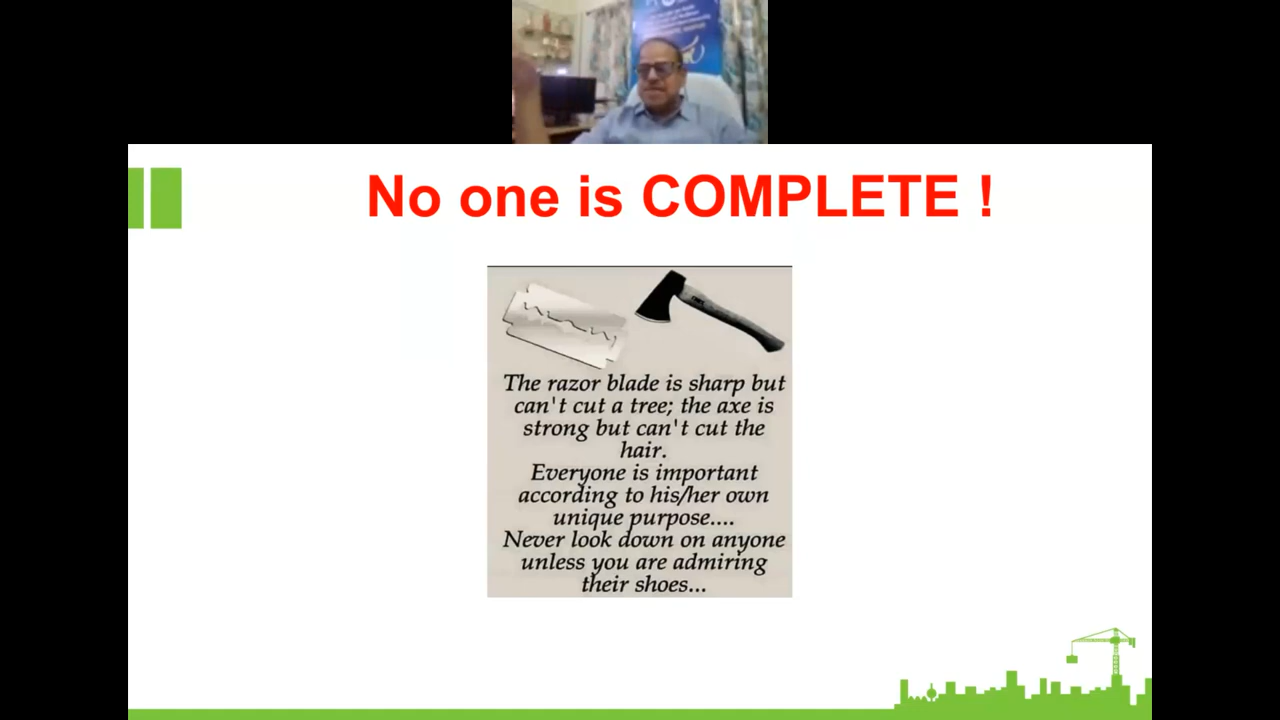 No one is COMPLETE !
The razor blade is sharp but
can't cut a tree; the axe is
strong but can't cut the
hair.
Everyone is important
according to his/her own
unique purpose....
Never look down on anyone
unless you are admiring
their shoes...